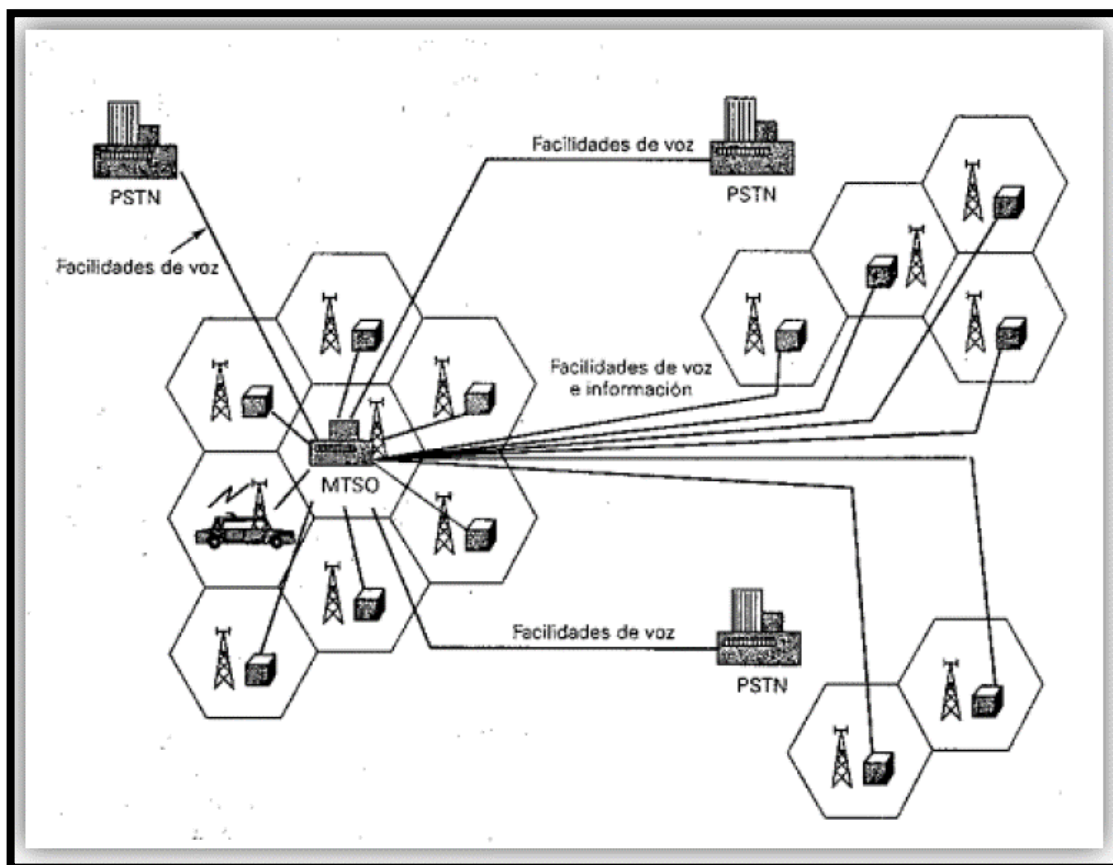 PSTN
Facilidades de voz
Facilidades de voz
PSTN
Facilidades de voz
e información
MTSO
Facilidades de voz
PSTN